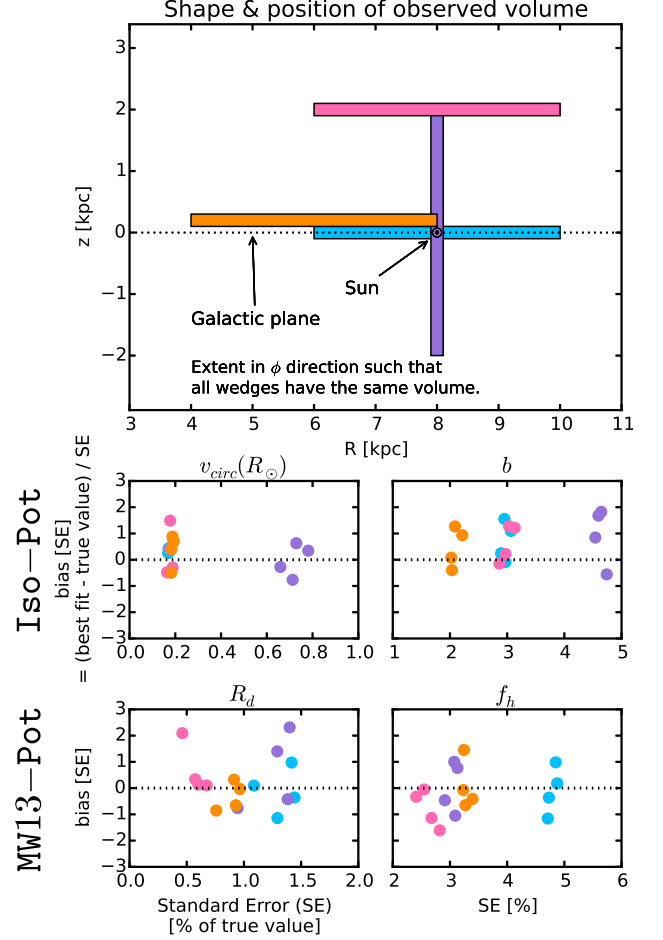 Shape & position of observed volume
3
2
1
0
−1
−2
z [kpc]
Sun
Galactic plane
Extent in ϕ direction such that
all wedges have the same volume.
3 4 5 6 7 8 9 10 11
R [kpc]
Iso−Pot
bias [SE]
= (best fit - true value) / SE
v_circ(R_⊙)
3
2
1
0
−1
−2
−3
0.0 0.2 0.4 0.6 0.8 1.0
b
1 2 3 4 5
MW13−Pot
bias [SE]
R_d
3
2
1
0
−1
−2
−3
0.0 0.5 1.0 1.5 2.0
Standard Error (SE)
[% of true value]
f_h
2 3 4 5 6
SE [%]